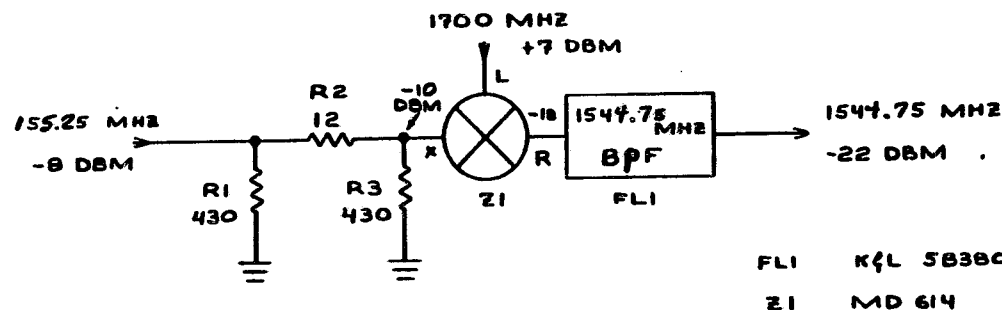 1700 MHZ
+7 DBM
L
155.25 MHZ
-8 DBM
R2
12
-10
DBM
X
R
-18
1544.75
MHZ
BPF
1544.75 MHZ
-22 DBM .
R1
430
R3
430
Z1
FL1
FL1 K&L 5B380
Z1 MD 614